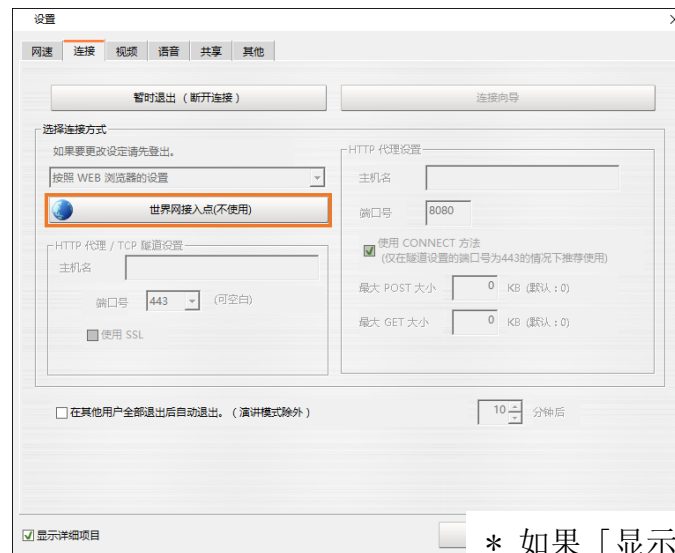 设置
网速 连接 视频 语音 共享 其他
暂时退出（断开连接） 连接向导
选择连接方式
如果要更改设定请先登出。
按照 WEB 浏览器的设置
世界网接入点(不使用)
HTTP 代理 / TCP 隧道设置
主机名
端口号 443 (可空白)
使用 SSL
HTTP 代理设置
主机名
端口号 8080
使用 CONNECT 方法
(仅在隧道设置的端口号为443的情况下推荐使用)
最大 POST 大小 0 KB (默认：0)
最大 GET 大小 0 KB (默认：0)
在其他用户全部退出后自动退出。（演讲模式除外） 10 分钟后
显示详细项目
* 如果「显示